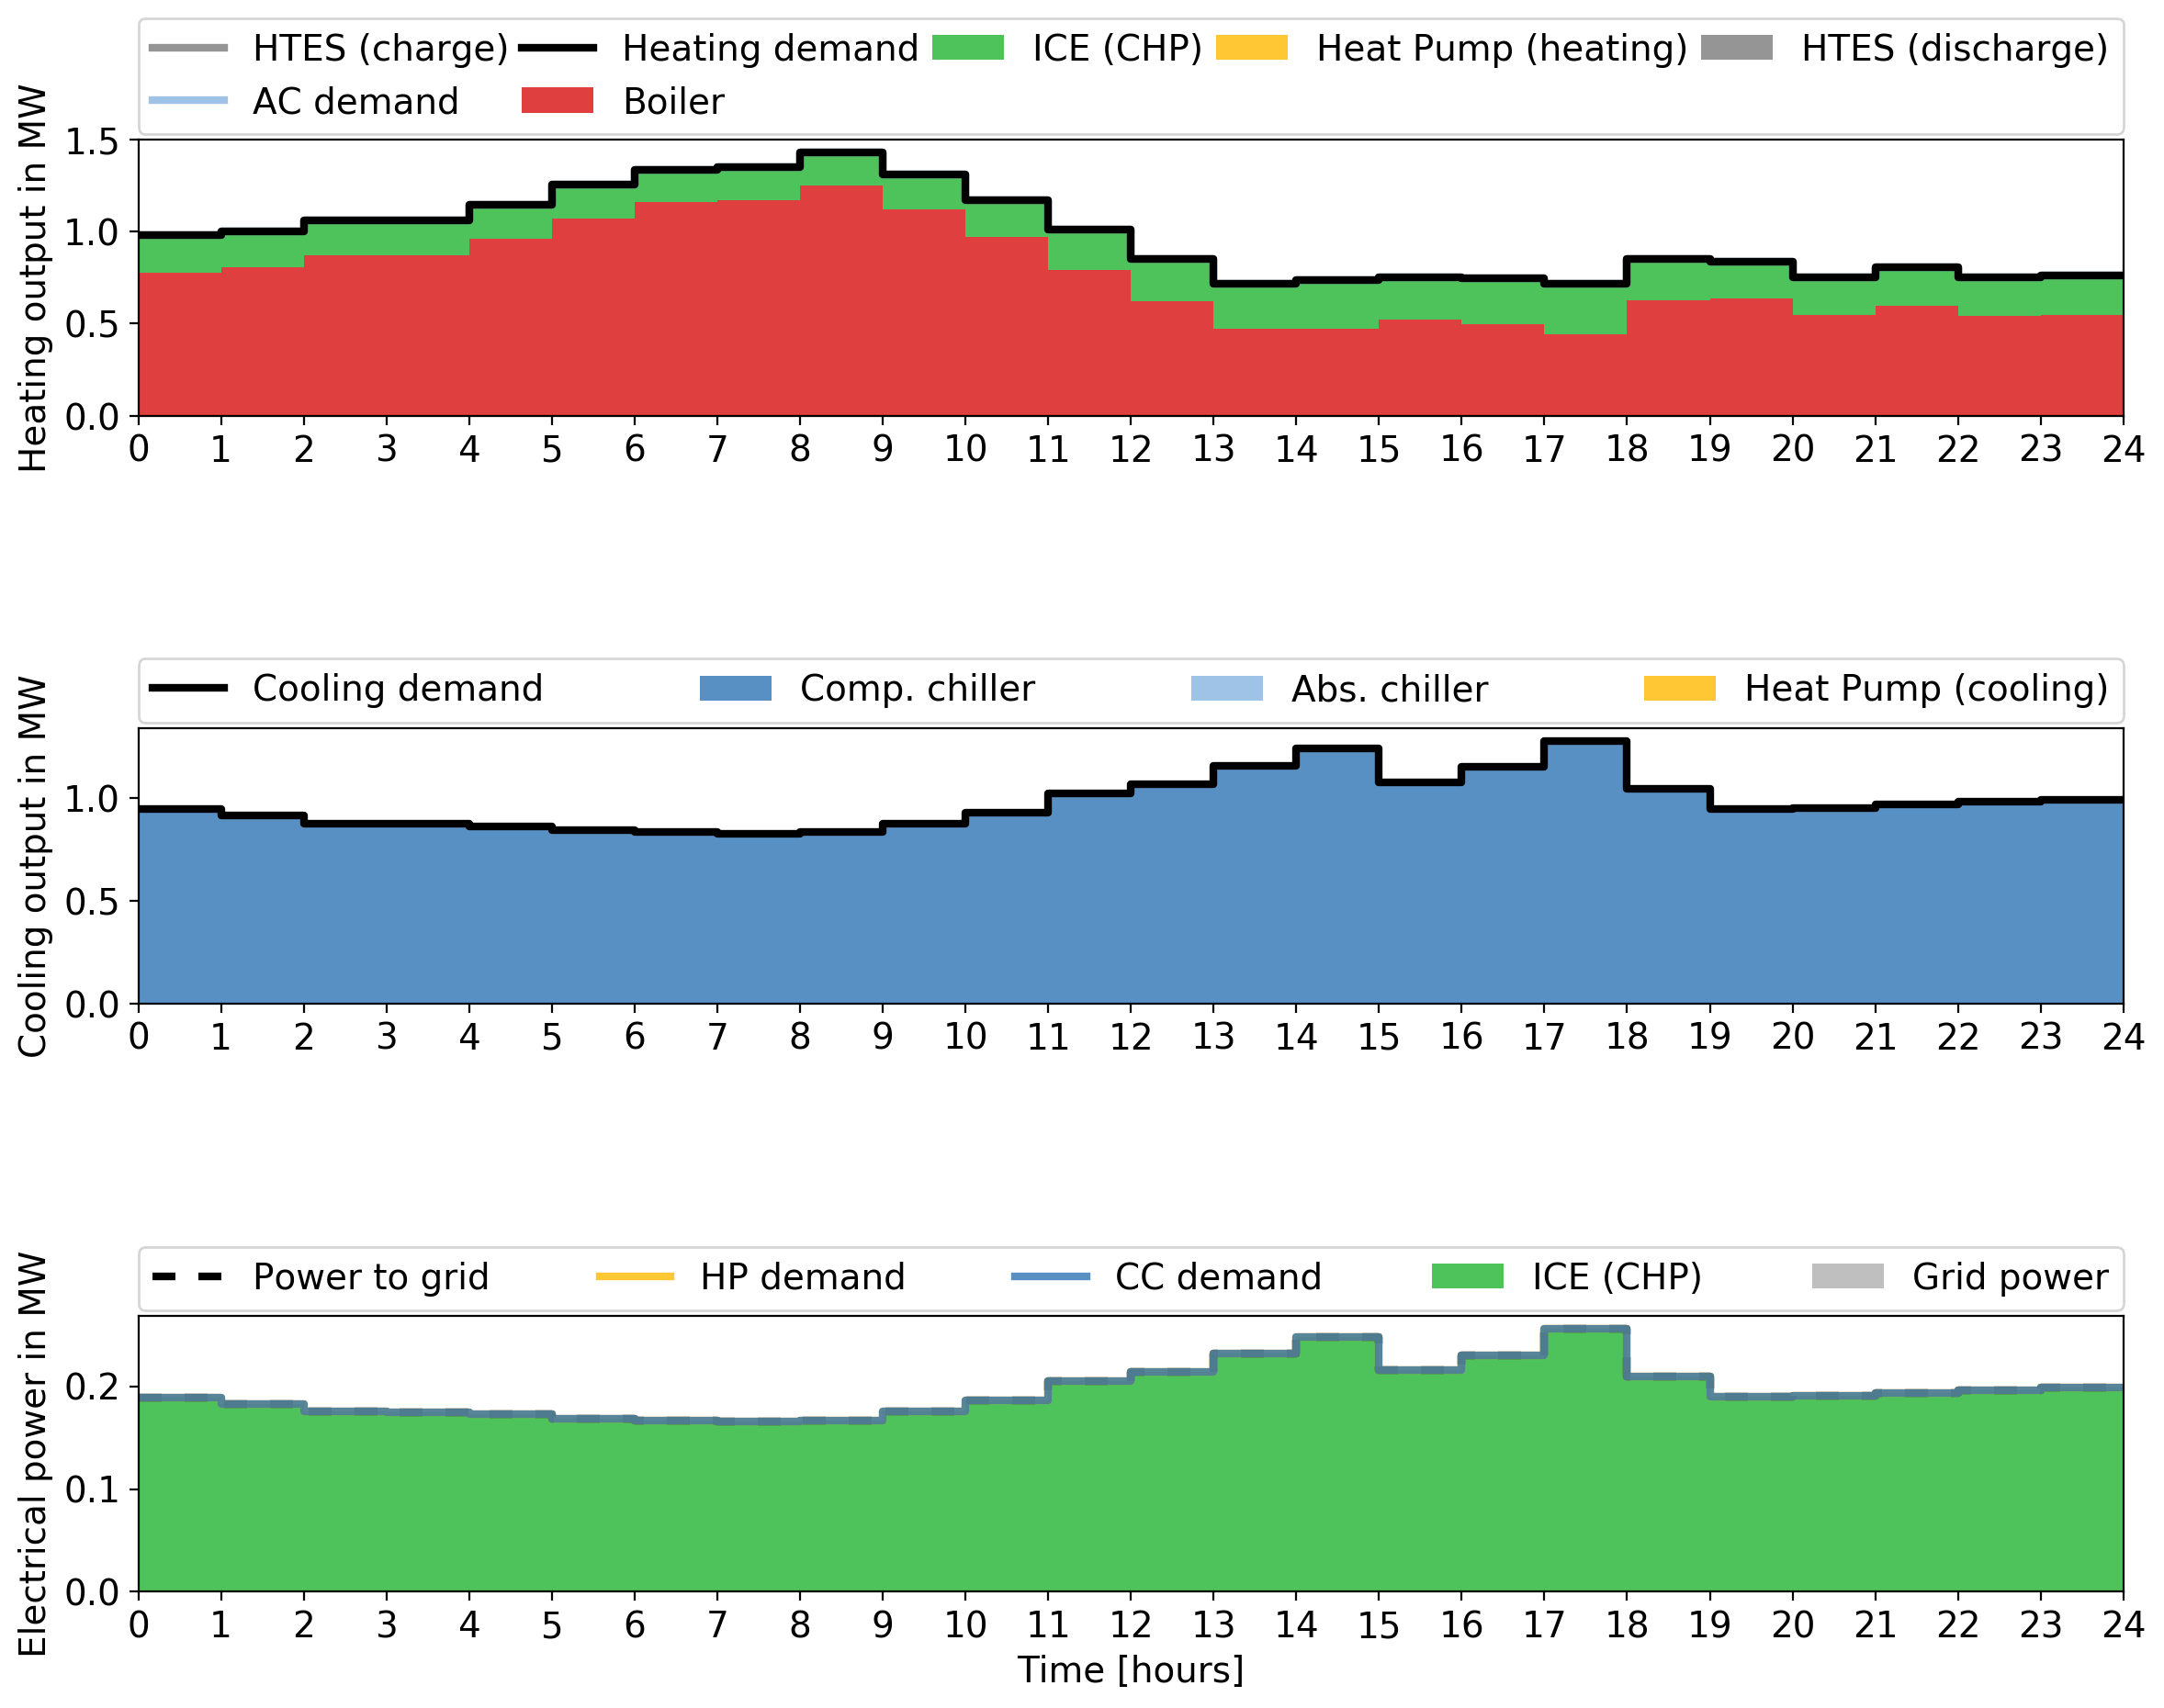 HTES (charge) Heating demand ICE (CHP) Heat Pump (heating) HTES (discharge)
AC demand Boiler
Heating output in MW
1.5
1.0
0.5
0.0
0 1 2 3 4 5 6 7 8 9 10 11 12 13 14 15 16 17 18 19 20 21 22 23 24
Cooling demand Comp. chiller Abs. chiller Heat Pump (cooling)
Cooling output in MW
1.0
0.5
0.0
0 1 2 3 4 5 6 7 8 9 10 11 12 13 14 15 16 17 18 19 20 21 22 23 24
Power to grid HP demand CC demand ICE (CHP) Grid power
Electrical power in MW
0.2
0.1
0.0
0 1 2 3 4 5 6 7 8 9 10 11 12 13 14 15 16 17 18 19 20 21 22 23 24
Time [hours]